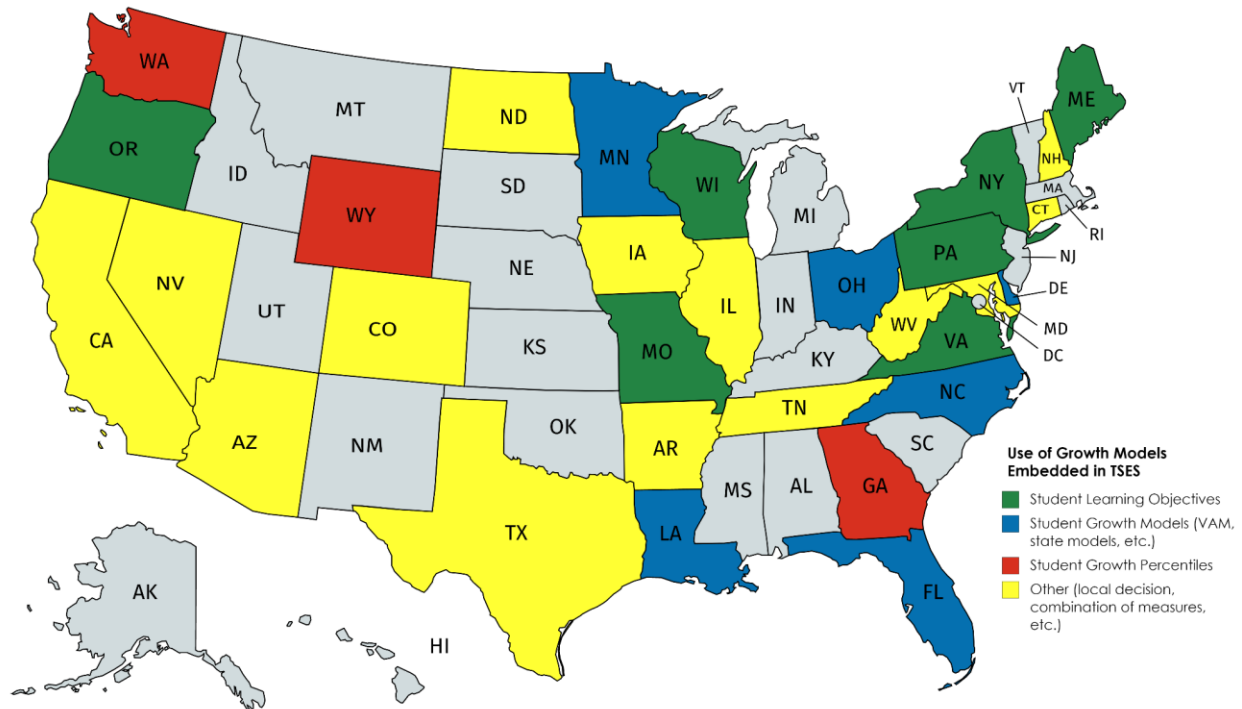 WA
MT
ND
MN
VT
ME
OR
ID
SD
WI
NY
NH
WY
MI
MA
CT
RI
NV
NE
IA
PA
NJ
UT
CO
IL
IN
OH
DE
CA
KS
MO
WV
VA
MD
KY
DC
AZ
NM
OK
AR
TN
NC
SC
MS
AL
GA
TX
LA
FL
AK
HI
Use of Growth Models
Embedded in TSES
Student Learning Objectives
Student Growth Models (VAM,
state models, etc.)
Student Growth Percentiles
Other (local decision,
combination of measures,
etc.)